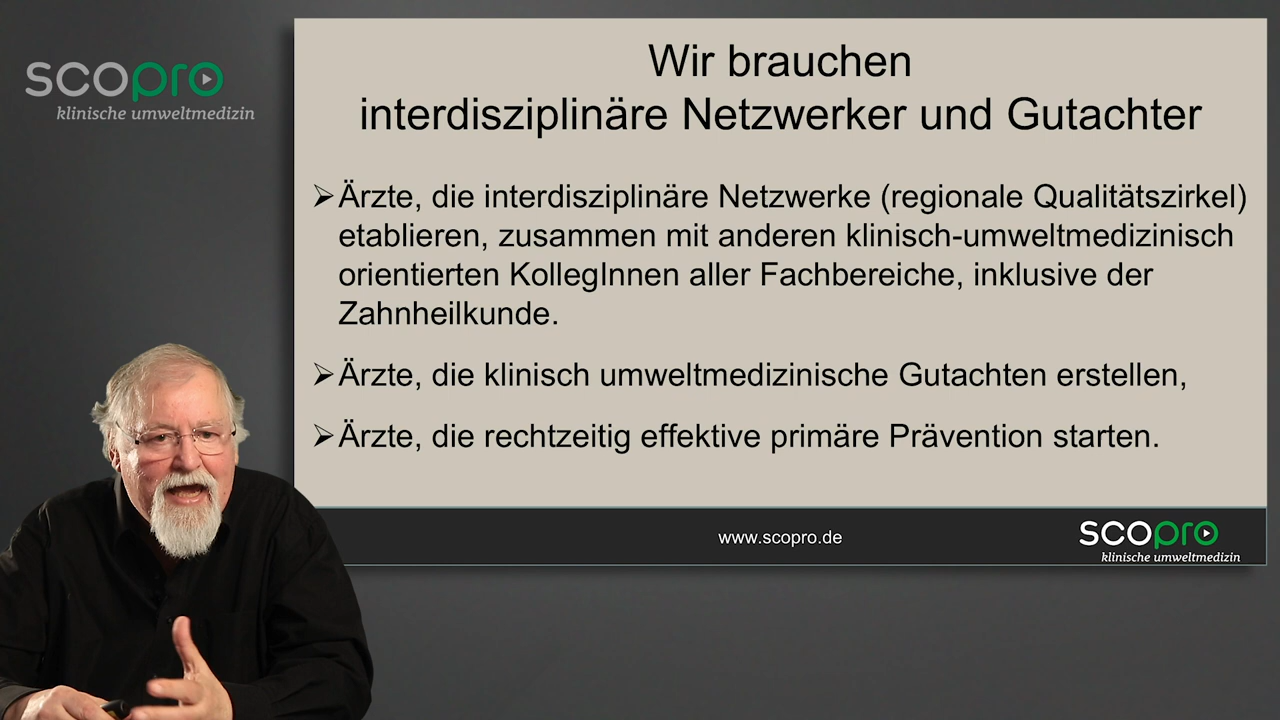 scopro
klinische umweltmedizin
Wir brauchen
interdisziplinäre Netzwerker und Gutachter
➢Ärzte, die interdisziplinäre Netzwerke (regionale Qualitätszirkel)
etablieren, zusammen mit anderen klinisch-umweltmedizinisch
orientierten KollegInnen aller Fachbereiche, inklusive der
Zahnheilkunde.
➢Ärzte, die klinisch umweltmedizinische Gutachten erstellen,
➢Ärzte, die rechtzeitig effektive primäre Prävention starten.
www.scopro.de
scopro
klinische umweltmedizin